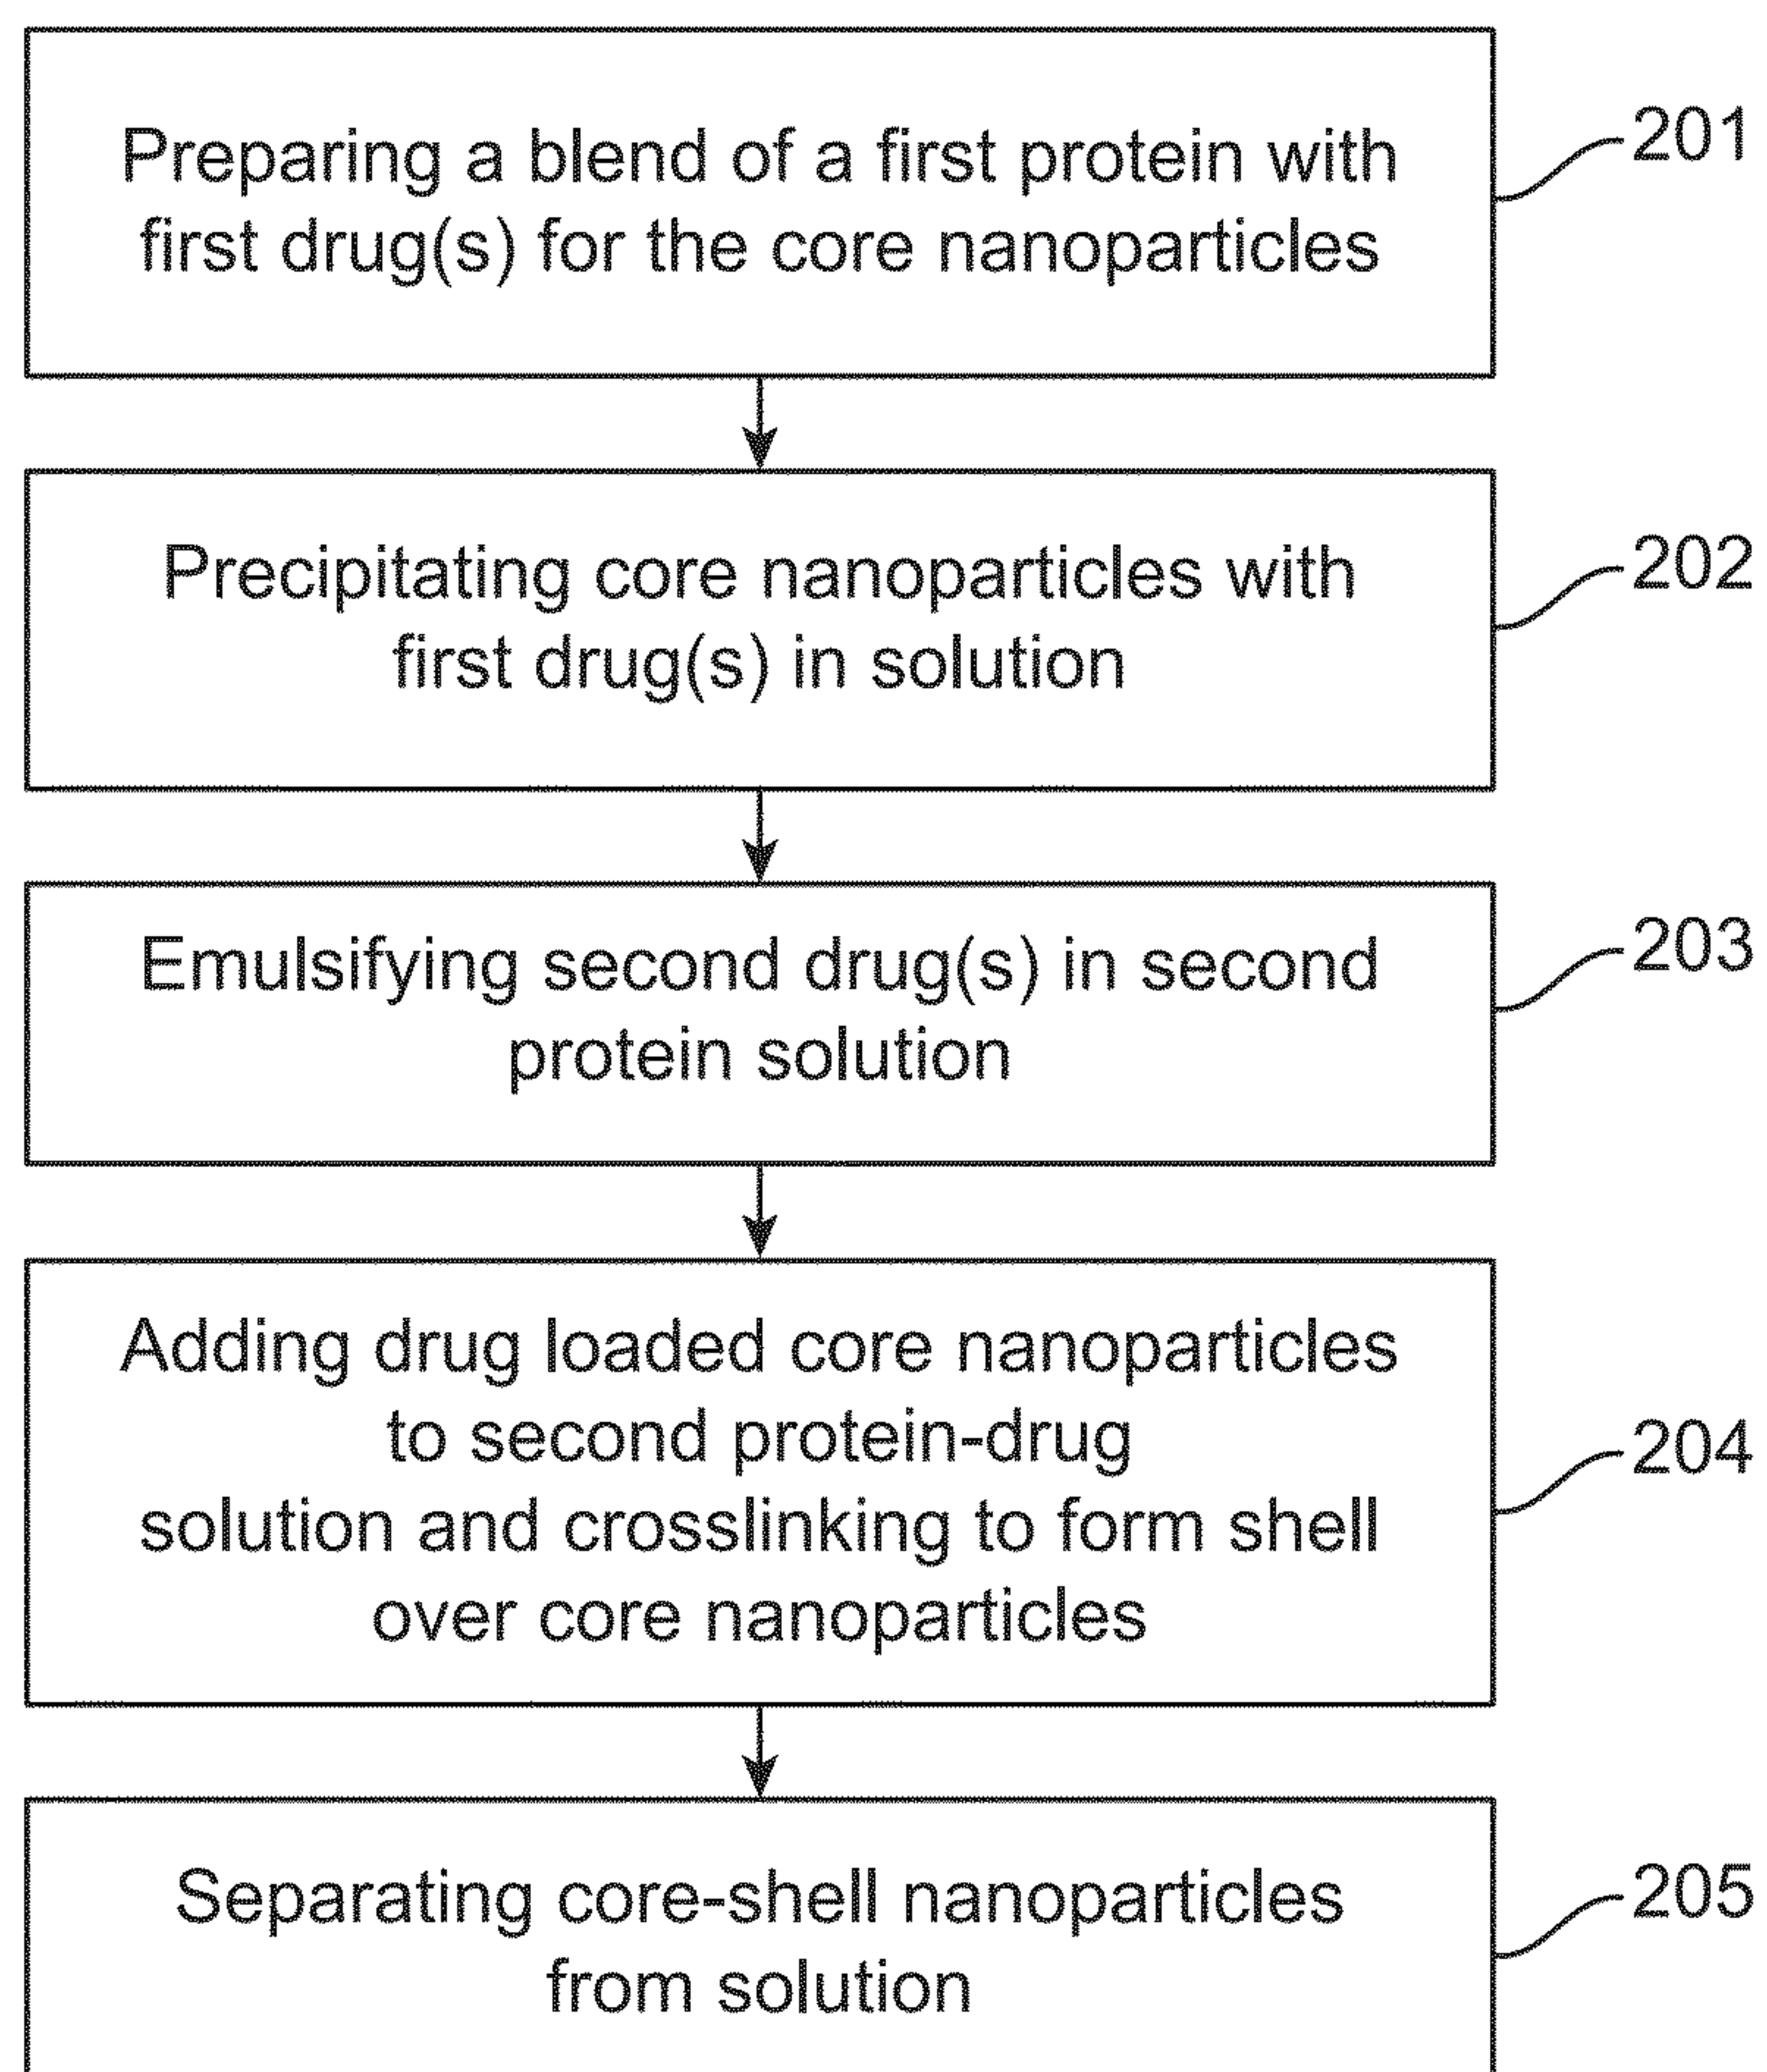 Preparing a blend of a first protein with
first drug(s) for the core nanoparticles
201
Precipitating core nanoparticles with
first drug(s) in solution
202
Emulsifying second drug(s) in second
protein solution
203
Adding drug loaded core nanoparticles
to second protein-drug
solution and crosslinking to form shell
over core nanoparticles
204
Separating core-shell nanoparticles
from solution
205